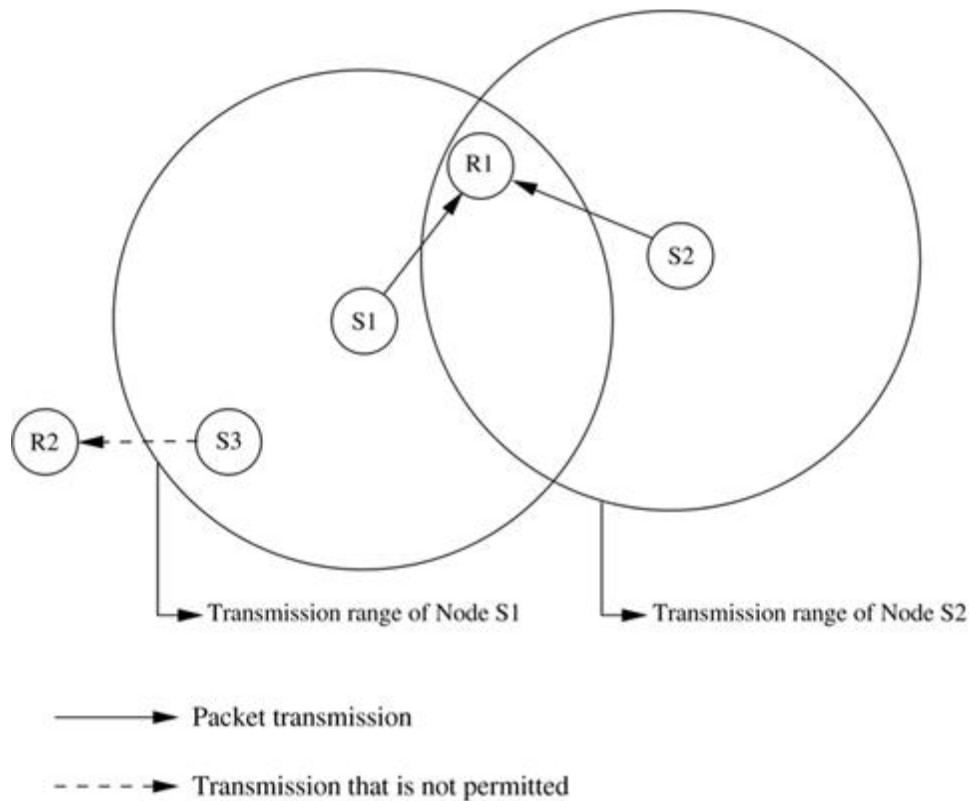 R1
S2
S1
R2
S3
Transmission range of Node S1
Transmission range of Node S2
Packet transmission
Transmission that is not permitted